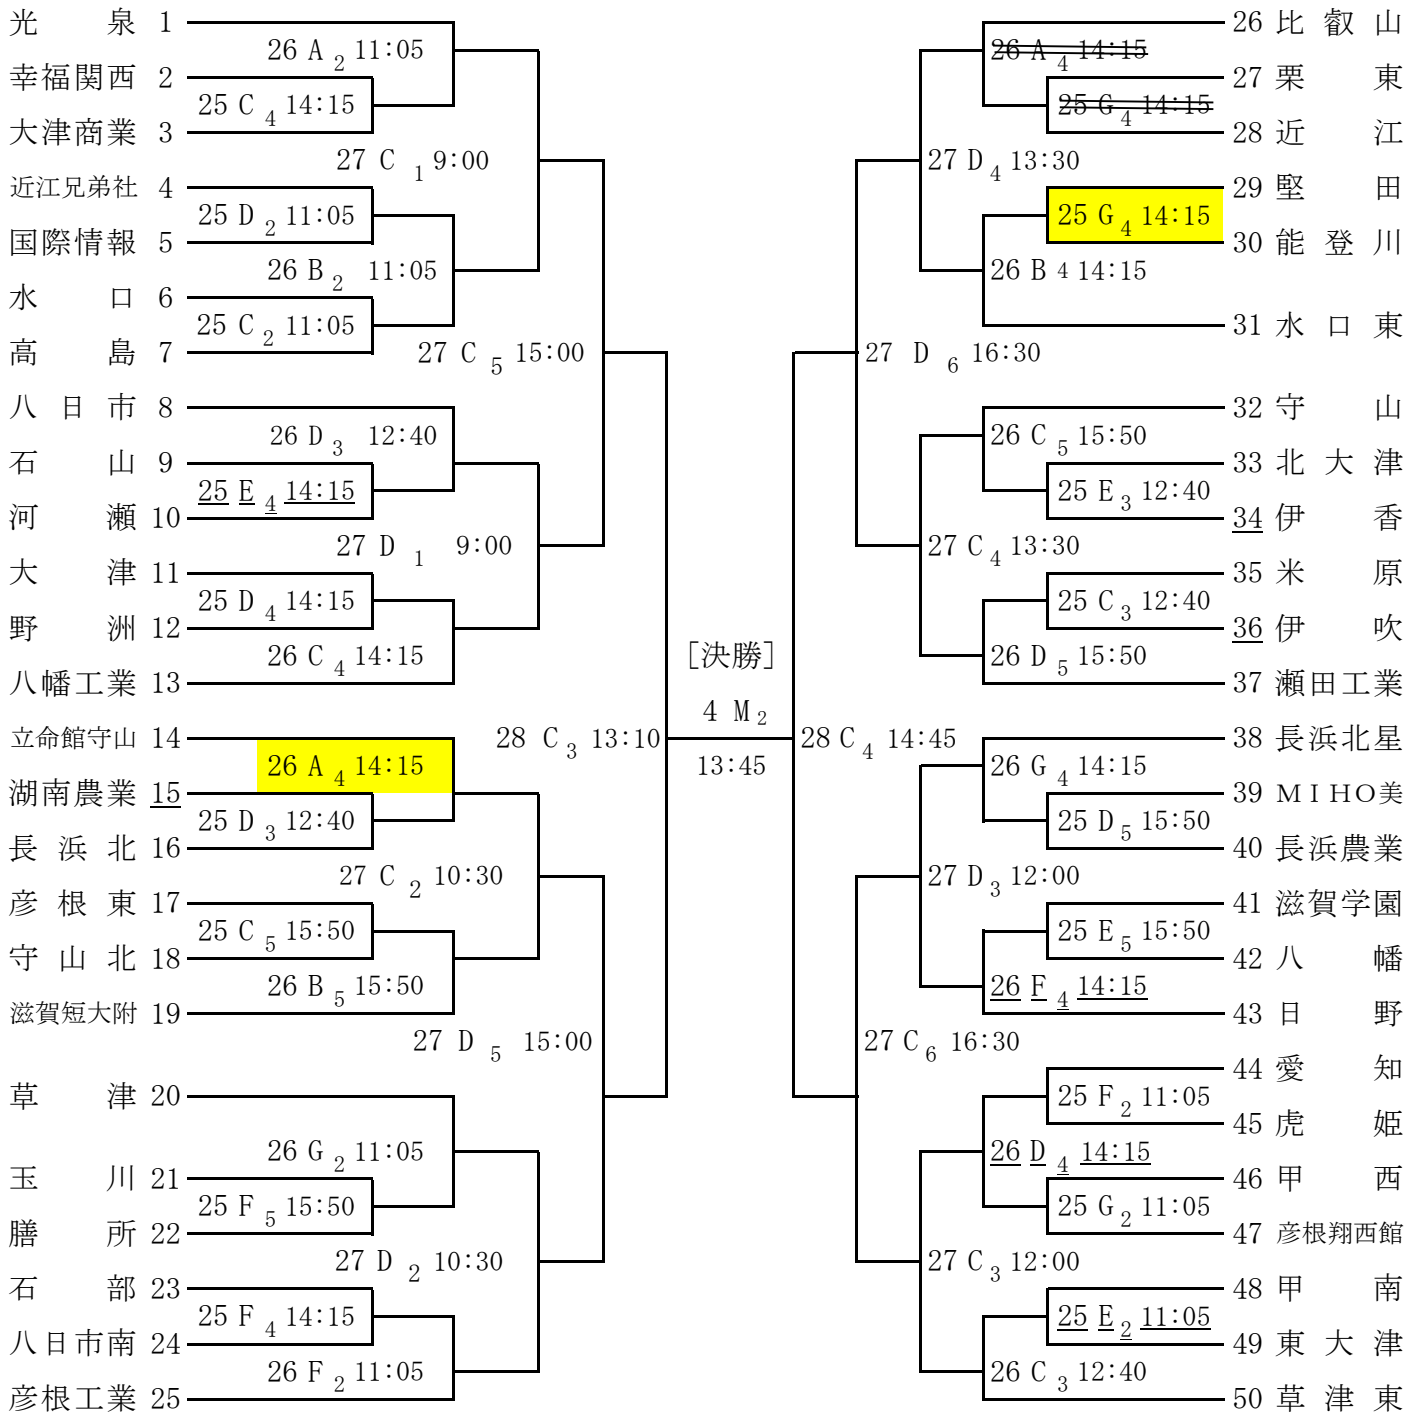 光泉 1
26 A 2 11:05
幸福関西 2
25 C 4 14:15
大津商業 3
27 C 1 9:00
近江兄弟社 4
25 D 2 11:05
国際情報 5
26 B 2 11:05
水口 6
25 C 2 11:05
高島 7
27 C 5 15:00
八日市 8
26 D 3 12:40
石山 9
25 E 4 14:15
河瀬 10
27 D 1 9:00
大津 11
25 D 4 14:15
野洲 12
26 C 4 14:15
八幡工業 13
立命館守山 14
28 C 3 13:10
26 A 4 14:15
湖南農業 15
25 D 3 12:40
長浜北 16
27 C 2 10:30
彦根東 17
25 C 5 15:50
守山北 18
26 B 5 15:50
滋賀短大附 19
27 D 5 15:00
草津 20
26 G 2 11:05
玉川 21
25 F 5 15:50
膳所 22
27 D 2 10:30
石部 23
25 F 4 14:15
八日市南 24
26 F 2 11:05
彦根工業 25
[決勝]
4 M 2
13:45
26 比叡山
26 A 4 14:15
27 栗東
25 G 4 14:15
28 近江
27 D 4 13:30
29 堅田
25 G 4 14:15
30 能登川
26 B 4 14:15
31 水口東
27 D 6 16:30
32 守山
26 C 5 15:50
33 北大津
25 E 3 12:40
34 伊香
27 C 4 13:30
35 米原
25 C 3 12:40
36 伊吹
26 D 5 15:50
37 瀬田工業
28 C 4 14:45
38 長浜北星
26 G 4 14:15
39 MIHO美
25 D 5 15:50
40 長浜農業
27 D 3 12:00
41 滋賀学園
25 E 5 15:50
42 八幡
26 F 4 14:15
43 日野
27 C 6 16:30
44 愛知
25 F 2 11:05
45 虎姫
26 D 4 14:15
46 甲西
25 G 2 11:05
47 彦根翔西館
27 C 3 12:00
48 甲南
25 E 2 11:05
49 東大津
26 C 3 12:40
50 草津東